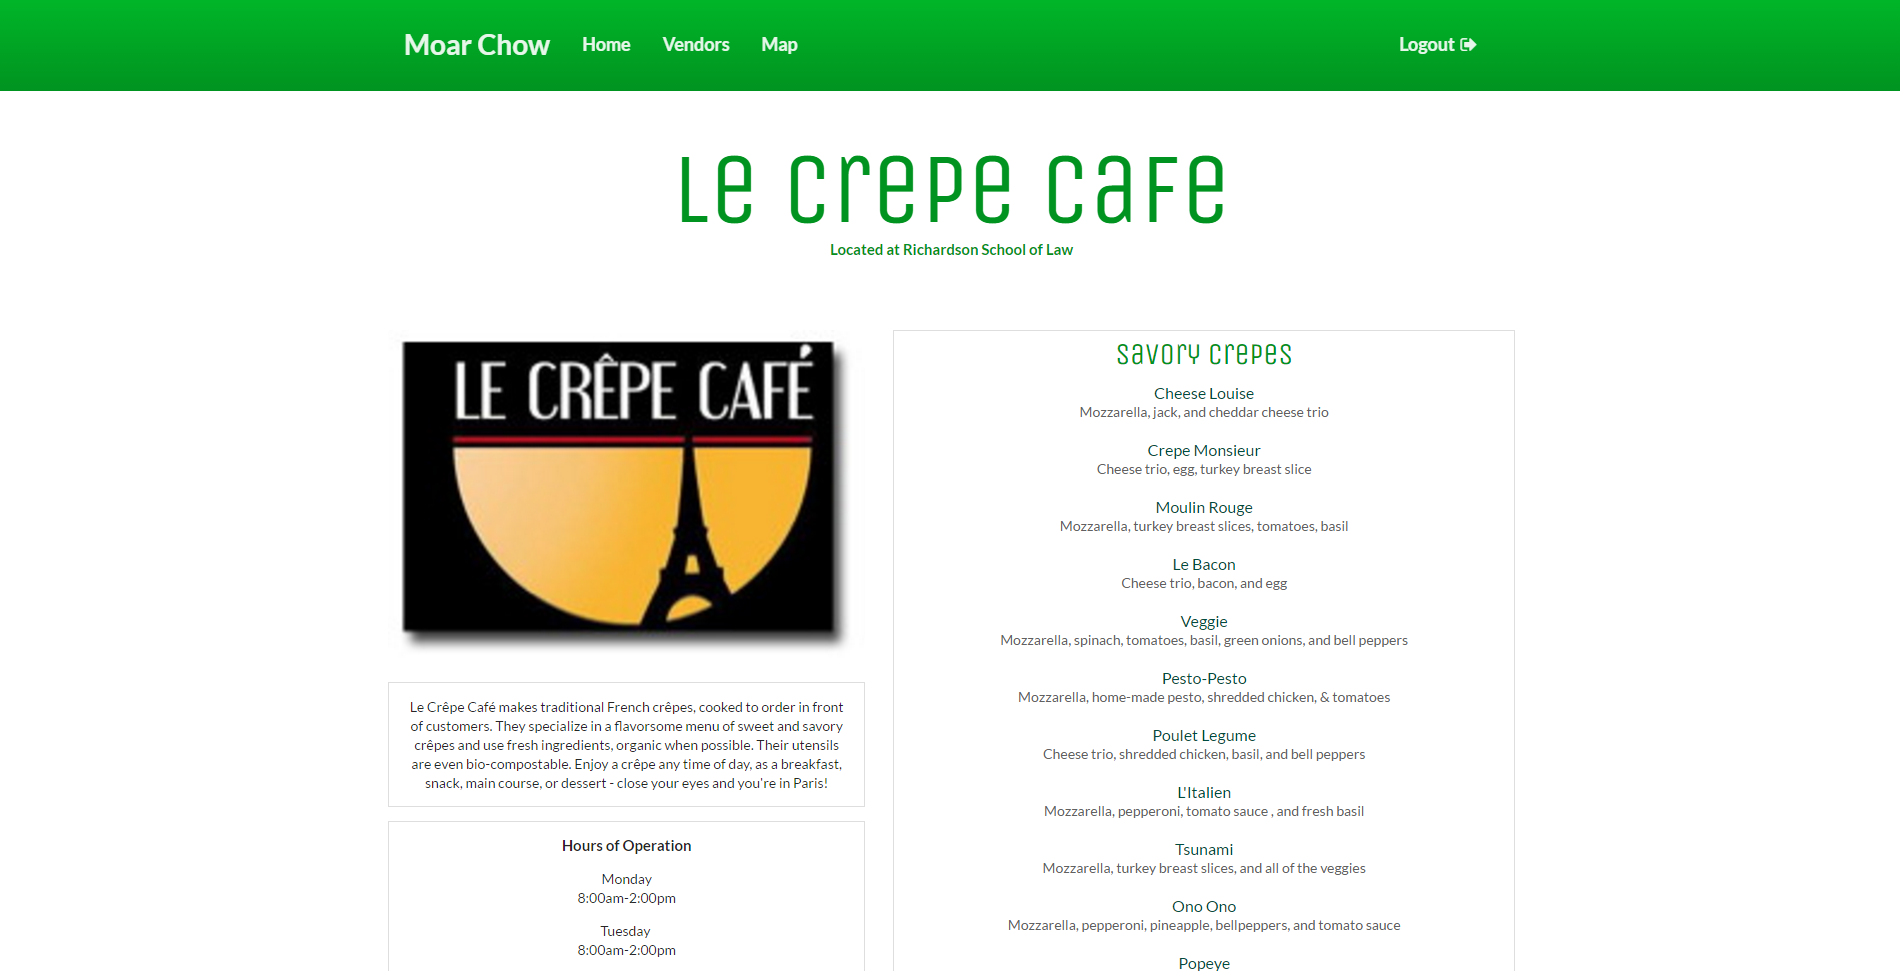 Moar Chow Home Vendors Map Logout
Le Crepe Cafe
Located at Richardson School of Law
LE CRÊPE CAFÉ
Le Crêpe Café makes traditional French crêpes, cooked to order in front
of customers. They specialize in a flavorsome menu of sweet and savory
crêpes and use fresh ingredients, organic when possible. Their utensils
are even bio-compostable. Enjoy a crêpe any time of day, as a breakfast,
snack, main course, or dessert - close your eyes and you're in Paris!
Hours of Operation
Monday
8:00am-2:00pm
Tuesday
8:00am-2:00pm
Savory Crepes
Cheese Louise
Mozzarella, jack, and cheddar cheese trio
Crepe Monsieur
Cheese trio, egg, turkey breast slice
Moulin Rouge
Mozzarella, turkey breast slices, tomatoes, basil
Le Bacon
Cheese trio, bacon, and egg
Veggie
Mozzarella, spinach, tomatoes, basil, green onions, and bell peppers
Pesto-Pesto
Mozzarella, home-made pesto, shredded chicken, & tomatoes
Poulet Legume
Cheese trio, shredded chicken, basil, and bell peppers
L'Italien
Mozzarella, pepperoni, tomato sauce , and fresh basil
Tsunami
Mozzarella, turkey breast slices, and all of the veggies
Ono Ono
Mozzarella, pepperoni, pineapple, bellpeppers, and tomato sauce
Popeye